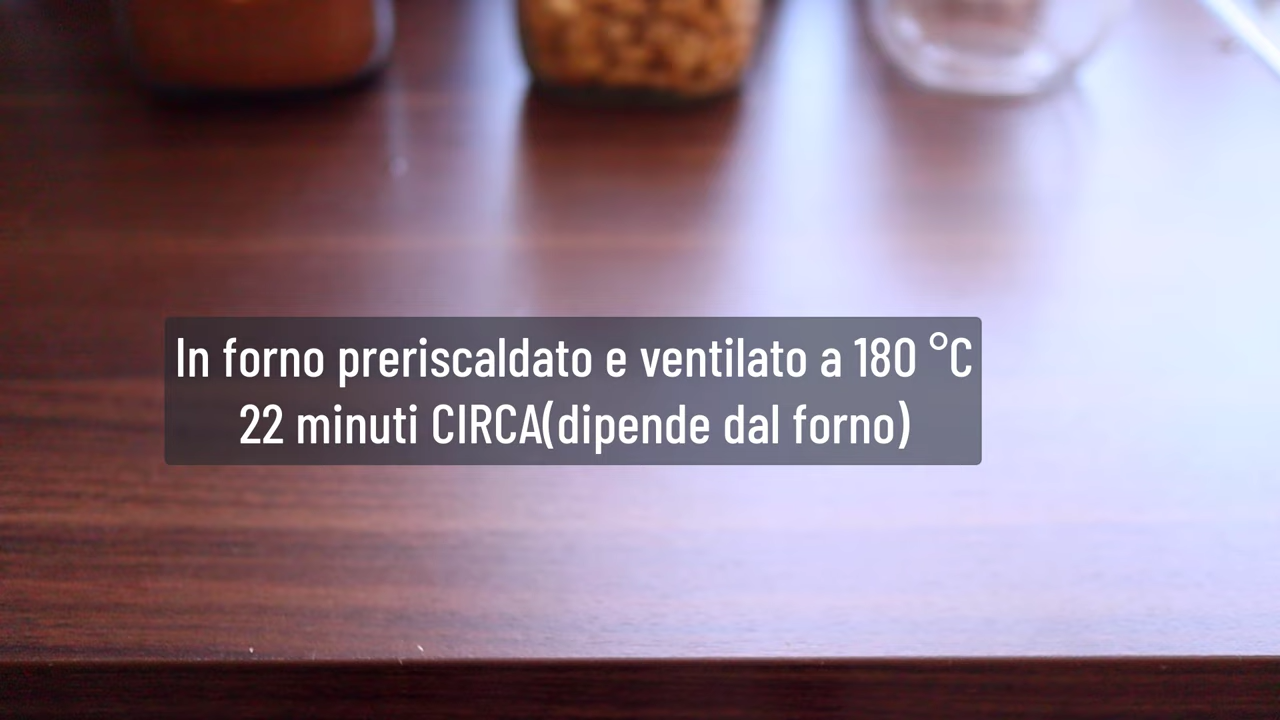 In forno preriscaldato e ventilato a 180 °C
22 minuti CIRCA(dipende dal forno)